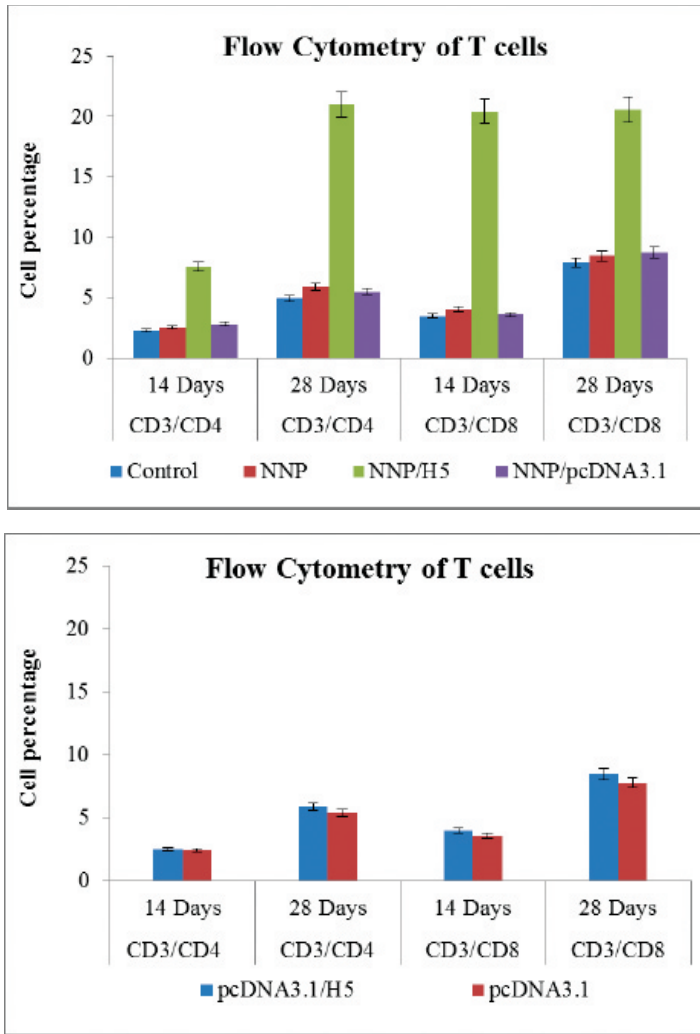 Flow Cytometry of T cells
25
20
15
10
5
0
Cell percentage
14 Days 28 Days 14 Days 28 Days
CD3/CD4 CD3/CD4 CD3/CD8 CD3/CD8
Control NNP NNP/H5 NNP/pcDNA3.1
Flow Cytometry of T cells
25
20
15
10
5
0
Cell percentage
14 Days 28 Days 14 Days 28 Days
CD3/CD4 CD3/CD4 CD3/CD8 CD3/CD8
pcDNA3.1/H5 pcDNA3.1